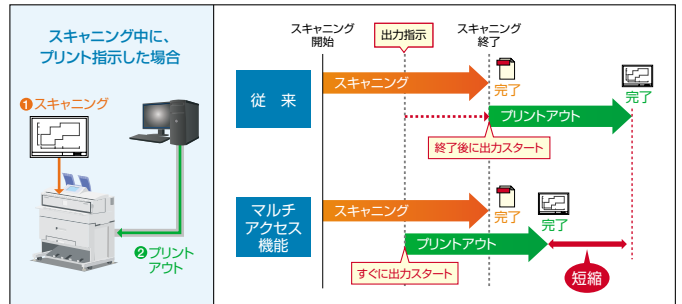 スキャニング中に、
プリント指示した場合
❶スキャニング
❷プリント
アウト
スキャニング
開始
出力指示
スキャニング
終了
従 来
スキャニング
完了
プリントアウト
完了
終了後に出力スタート
マルチ
アクセス
機能
スキャニング
完了
プリントアウト
完了
すぐに出力スタート
短縮